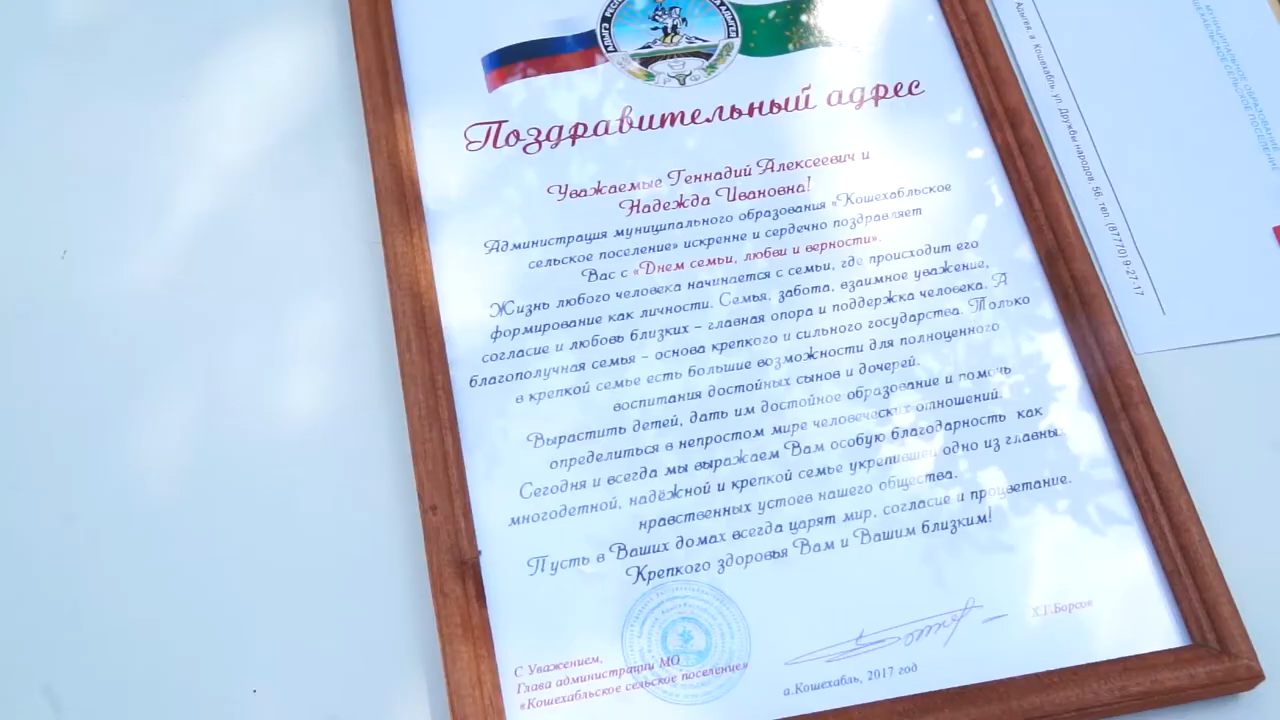 Поздравительный адрес
Уважаемые Геннадий Алексеевич и
Надежда Ивановна!
Администрация муниципального образования «Кошехабльское
сельское поселение» искренне и сердечно поздравляет
Вас с «Днем семьи, любви и верности».
Жизнь любого человека начинается с семьи, где происходит его
формирование как личности. Семья, забота, взаимное уважение,
согласие и любовь близких – главная опора и поддержка человека. А
благополучная семья – основа крепкого и сильного государства. Только
в крепкой семье есть большие возможности для полноценного
воспитания достойных сынов и дочерей.
Вырастить детей, дать им достойное образование и помочь
определиться в непростом мире человеческих отношений.
Сегодня и всегда мы выражаем Вам особую благодарность как
многодетной, надёжной и крепкой семье укрепившей одно из главных
нравственных устоев нашего общества.
Пусть в Ваших домах всегда царят мир, согласие и процветание.
Крепкого здоровья Вам и Вашим близким!
С Уважением,
Глава администрации МО
«Кошехабльское сельское поселение»
Х.Г.Борсов
а.Кошехабль, 2017 год
МУНИЦИПАЛЬНОЕ ОБРАЗОВАНИЕ
СЕЛЬСКОЕ ПОСЕЛЕНИЕ
Адыгея, а. Кошехабль, ул. Дружбы народов, 56, тел. (87770) 9-27-17